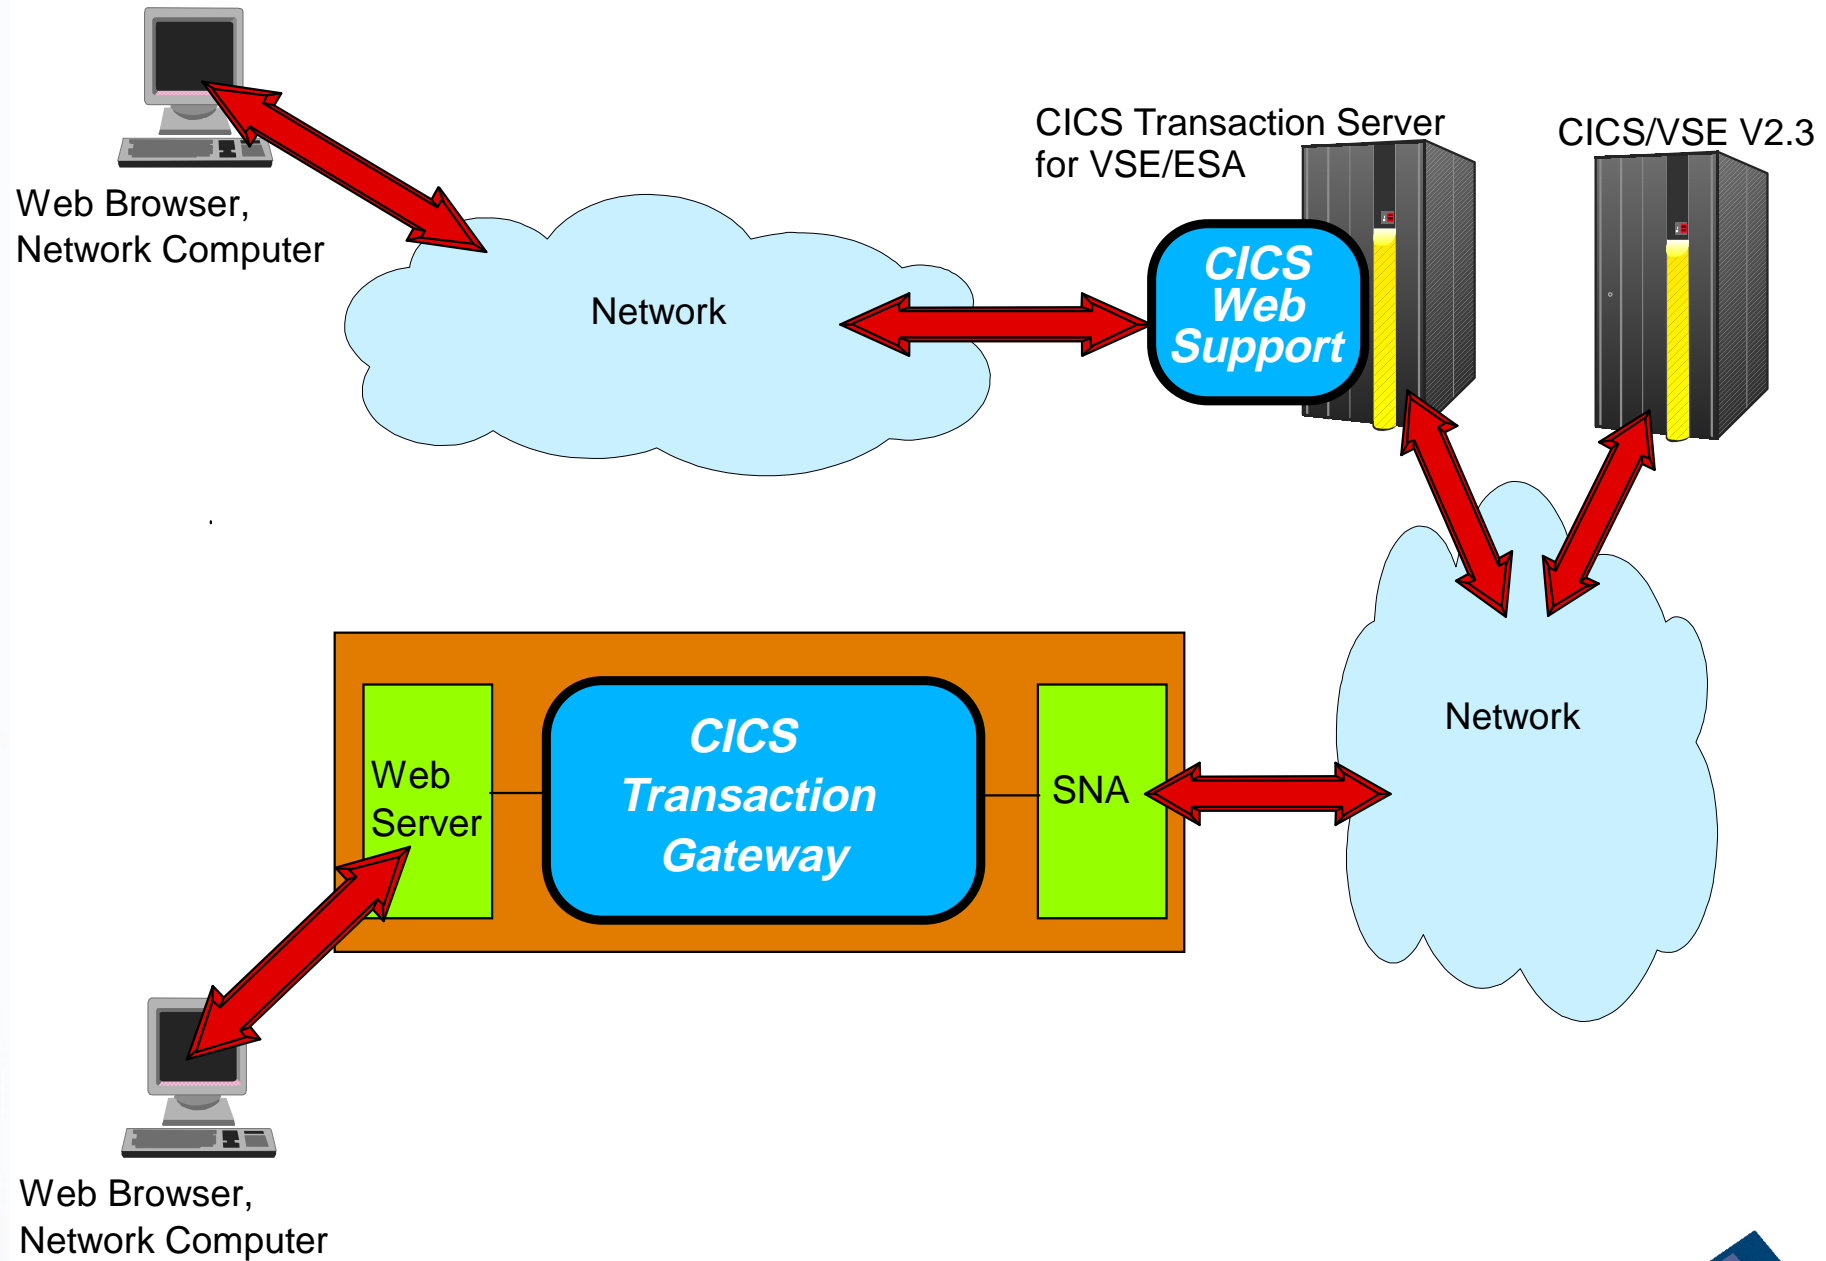 CICS Transaction Server
for VSE/ESA
CICS/VSE V2.3
Web Browser,
Network Computer
Network
CICS
Web
Support
Network
Web
Server
CICS
Transaction
Gateway
SNA
Web Browser,
Network Computer